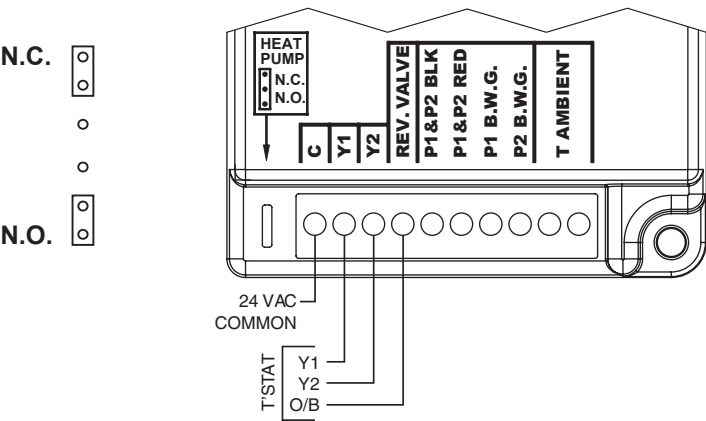 N.C.
N.O.
HEAT
PUMP
N.C.
N.O.
C
Y1
Y2
REV. VALVE
P1&P2 BLK
P1&P2 RED
P1 B.W.G.
P2 B.W.G.
T AMBIENT
24 VAC
COMMON
T'STAT
Y1
Y2
O/B